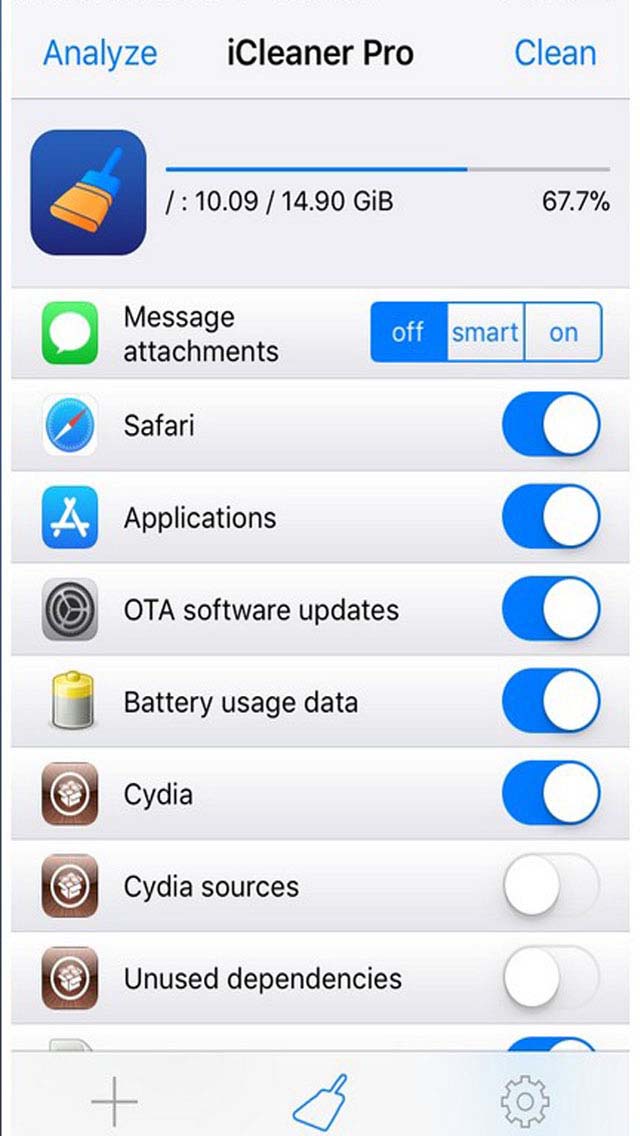 Analyze iCleaner Pro Clean
/ : 10.09 / 14.90 GiB 67.7%
Message
attachments
off smart on
Safari
Applications
OTA software updates
Battery usage data
Cydia
Cydia sources
Unused dependencies